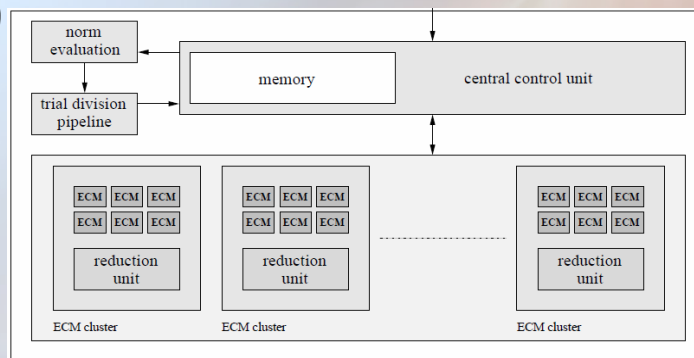 norm
evaluation
memory
central control unit
trial division
pipeline
ECM ECM ECM
ECM ECM ECM
reduction
unit
ECM cluster
ECM ECM ECM
ECM ECM ECM
reduction
unit
ECM cluster
ECM ECM ECM
ECM ECM ECM
reduction
unit
ECM cluster